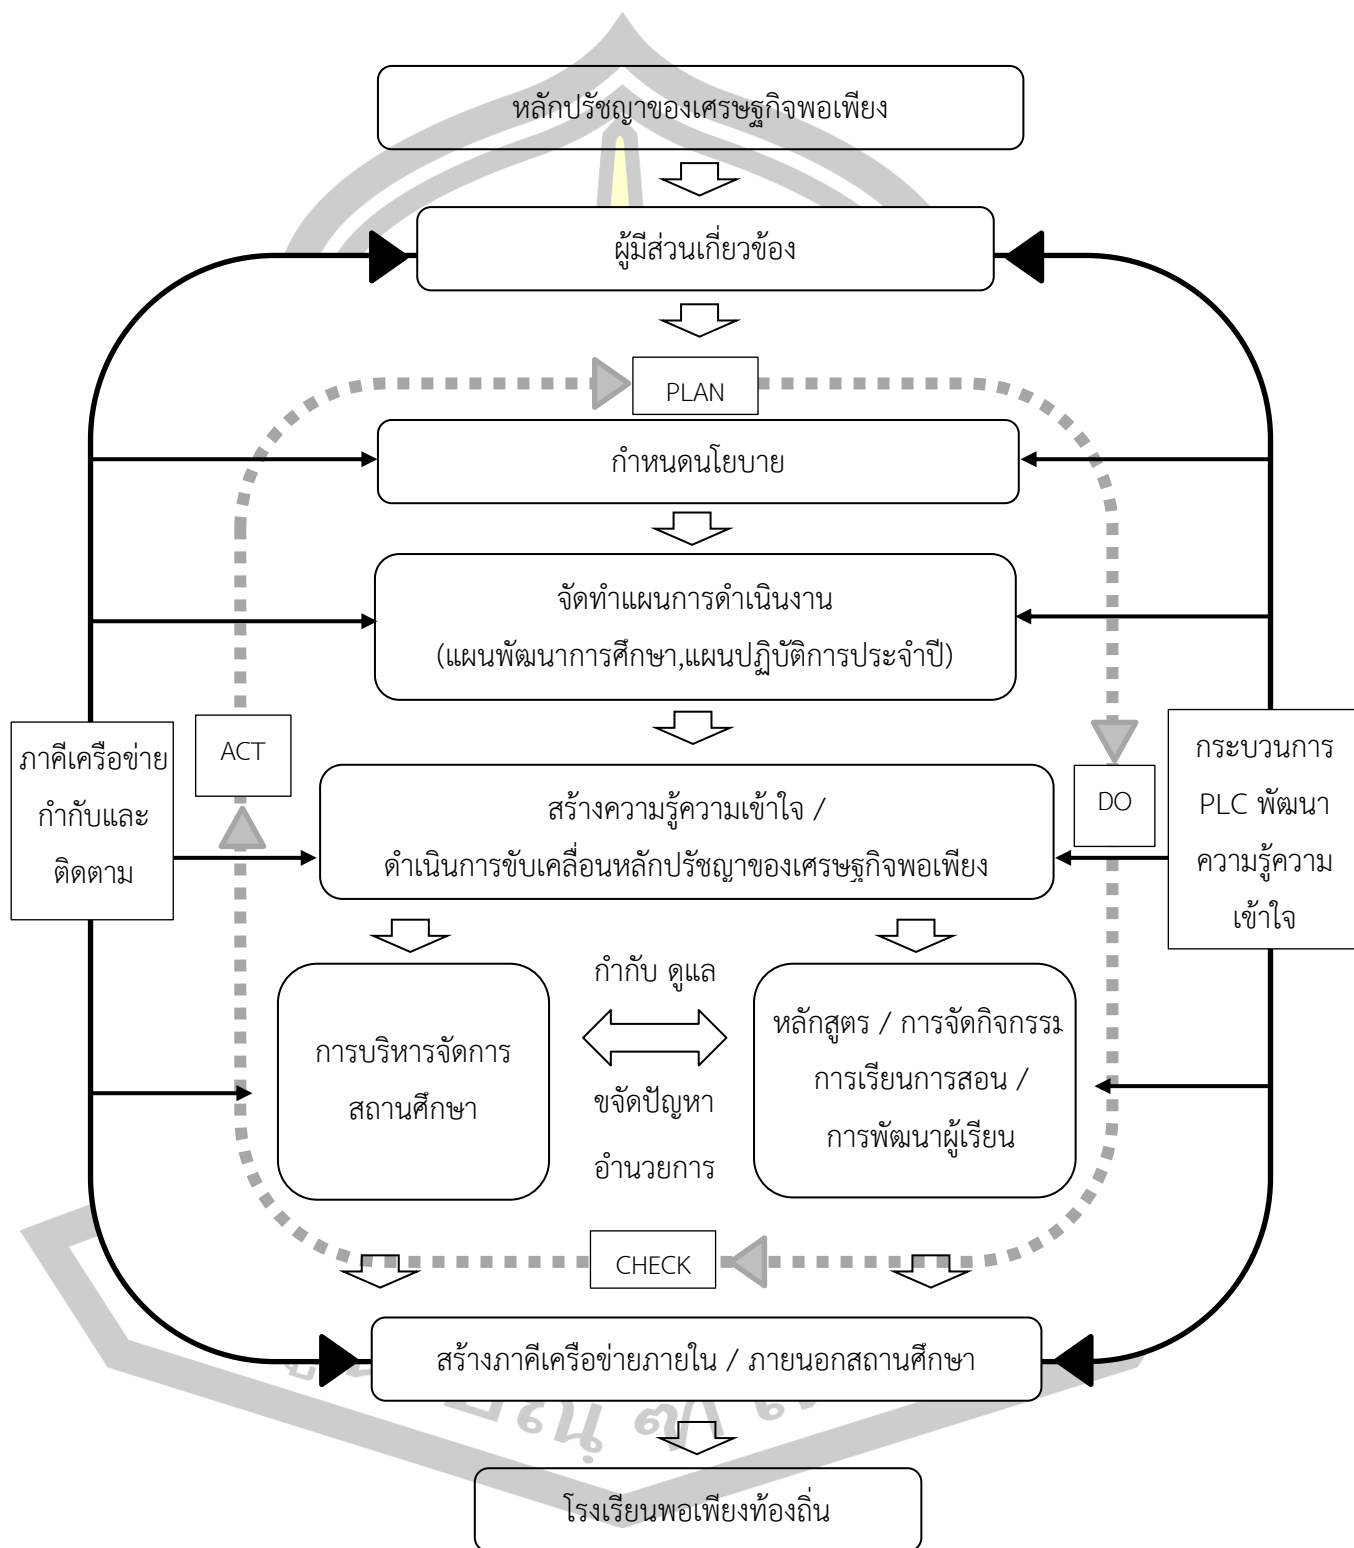 หลักปรัชญาของเศรษฐกิจพอเพียง
ผู้มีส่วนเกี่ยวข้อง
PLAN
กำหนดนโยบาย
จัดทำแผนการดำเนินงาน
(แผนพัฒนาการศึกษา,แผนปฏิบัติการประจำปี)
ภาคีเครือข่าย
กำกับและ
ติดตาม
ACT
สร้างความรู้ความเข้าใจ /
ดำเนินการขับเคลื่อนหลักปรัชญาของเศรษฐกิจพอเพียง
DO
กระบวนการ
PLC พัฒนา
ความรู้ความ
เข้าใจ
การบริหารจัดการ
สถานศึกษา
กำกับ ดูแล
ขจัดปัญหา
อำนวยการ
หลักสูตร / การจัดกิจกรรม
การเรียนการสอน /
การพัฒนาผู้เรียน
CHECK
สร้างภาคีเครือข่ายภายใน / ภายนอกสถานศึกษา
โรงเรียนพอเพียงท้องถิ่น